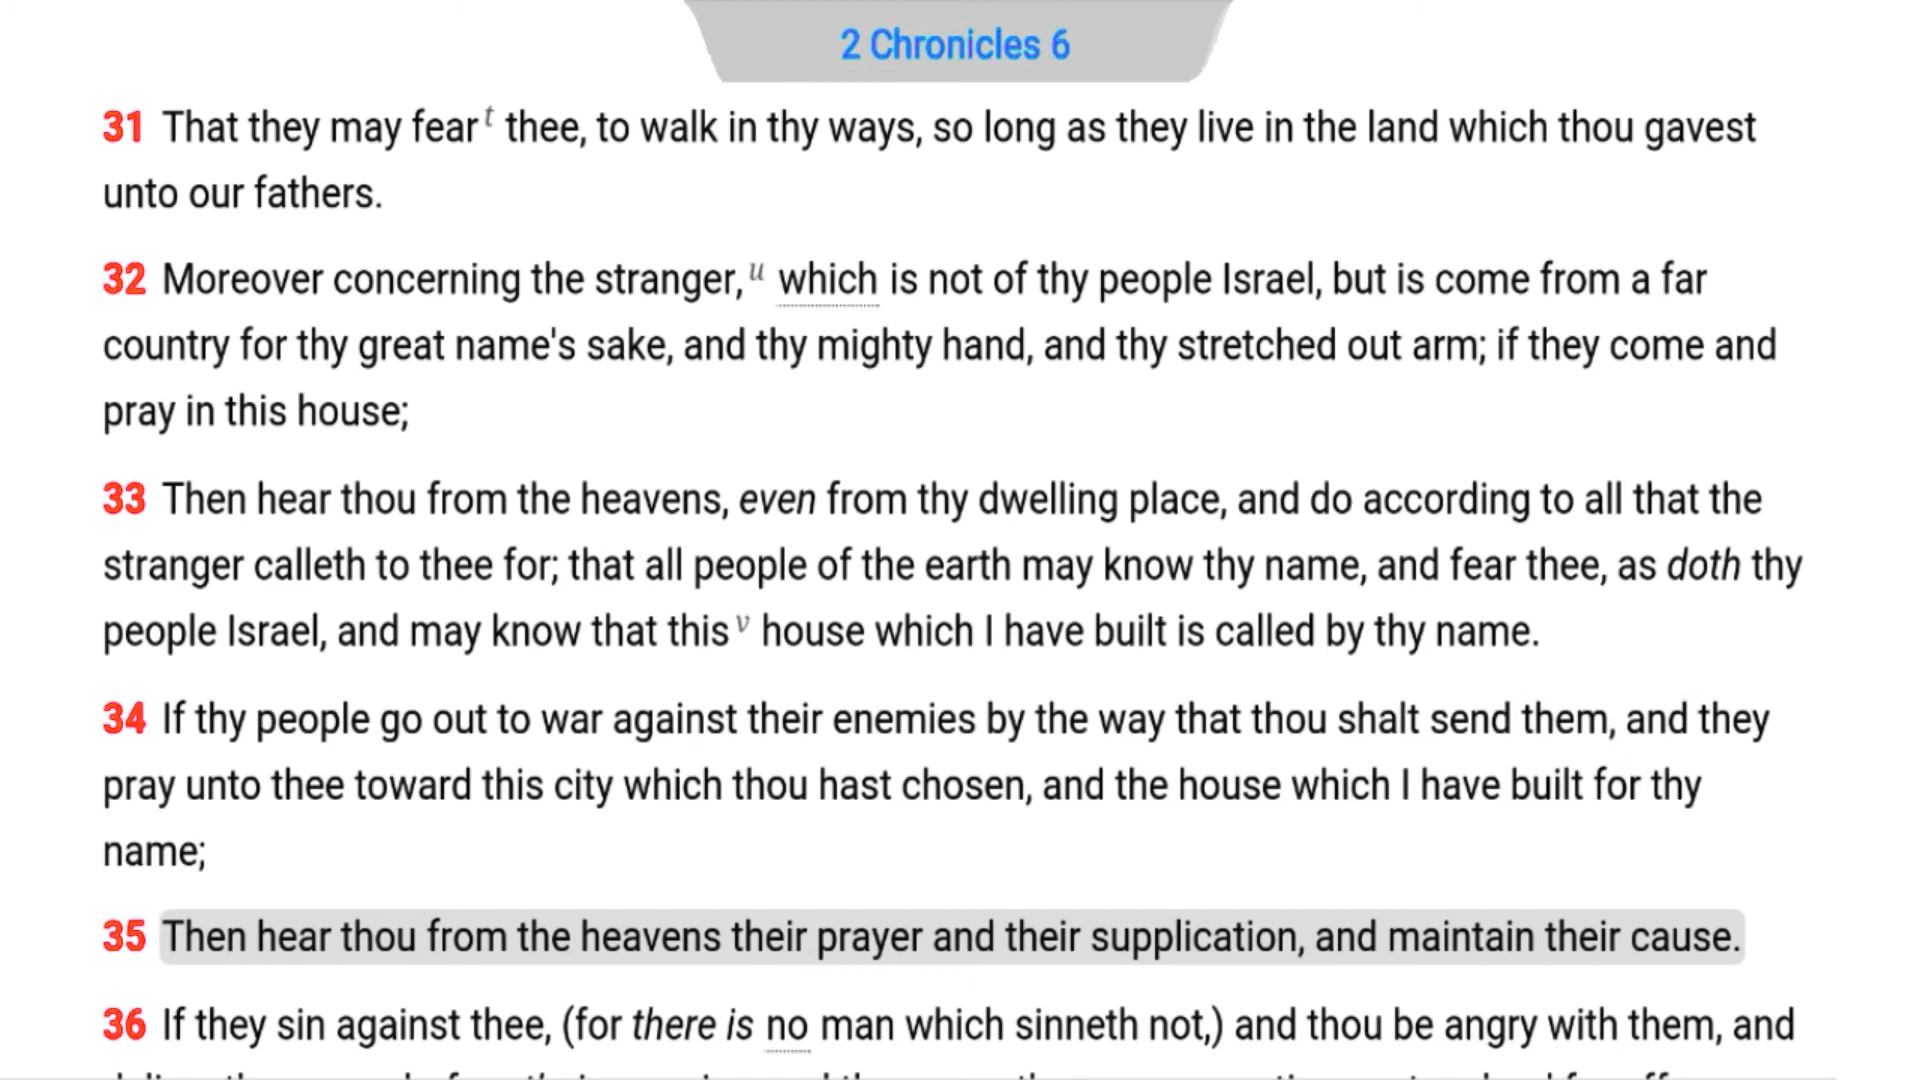 2 Chronicles 6
31 That they may fear t thee, to walk in thy ways, so long as they live in the land which thou gavest
unto our fathers.
32 Moreover concerning the stranger, u which is not of thy people Israel, but is come from a far
country for thy great name's sake, and thy mighty hand, and thy stretched out arm; if they come and
pray in this house;
33 Then hear thou from the heavens, even from thy dwelling place, and do according to all that the
stranger calleth to thee for; that all people of the earth may know thy name, and fear thee, as doth thy
people Israel, and may know that this v house which I have built is called by thy name.
34 If thy people go out to war against their enemies by the way that thou shalt send them, and they
pray unto thee toward this city which thou hast chosen, and the house which I have built for thy
name;
35 Then hear thou from the heavens their prayer and their supplication, and maintain their cause.
36 If they sin against thee, (for there is no man which sinneth not,) and thou be angry with them, and